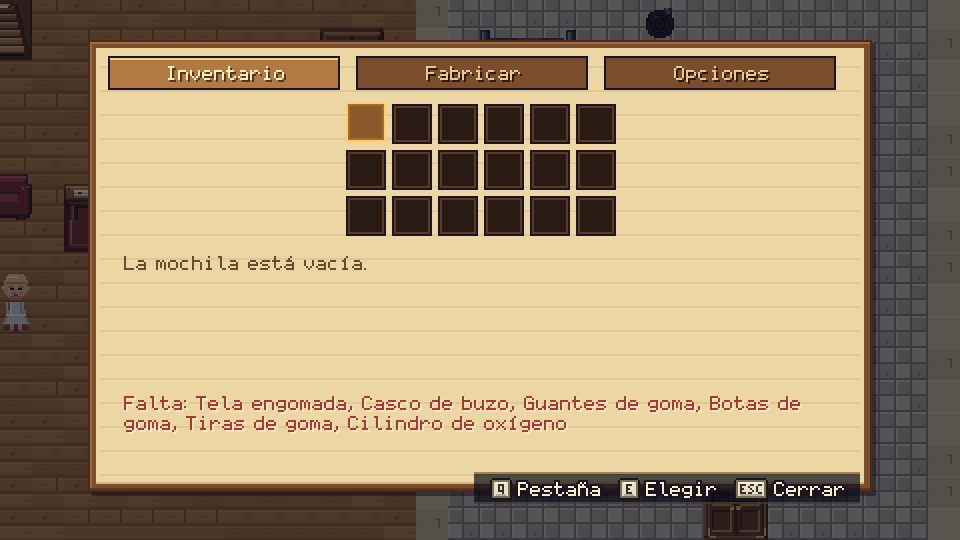 Inventario
Fabricar
Opciones
La mochila está vacía.
Falta: Tela engomada, Casco de buzo, Guantes de goma, Botas de
goma, Tiras de goma, Cilindro de oxígeno
Q Pestaña E Elegir ESC Cerrar